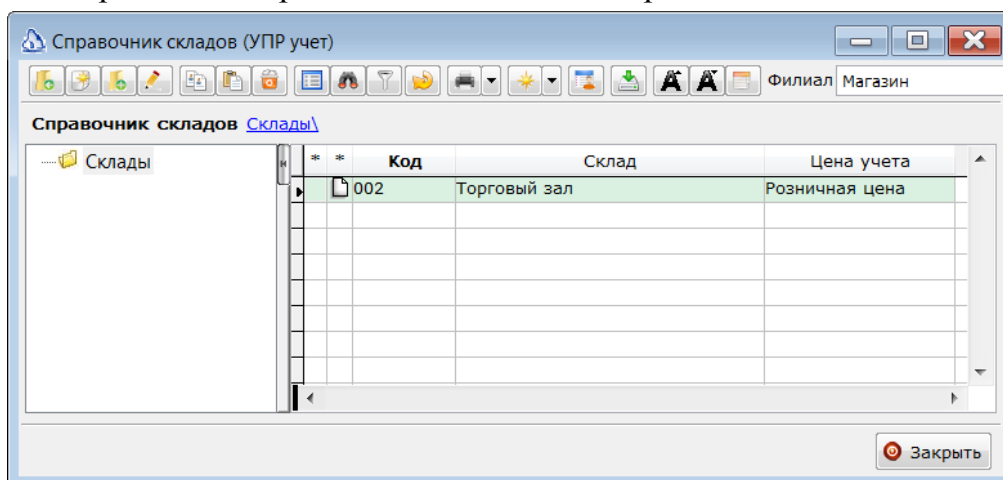 Справочник складов (УПР учет)
Филиал Магазин
Справочник складов Склады\
Склады
* * Код Склад Цена учета
002 Торговый зал Розничная цена
Закрыть